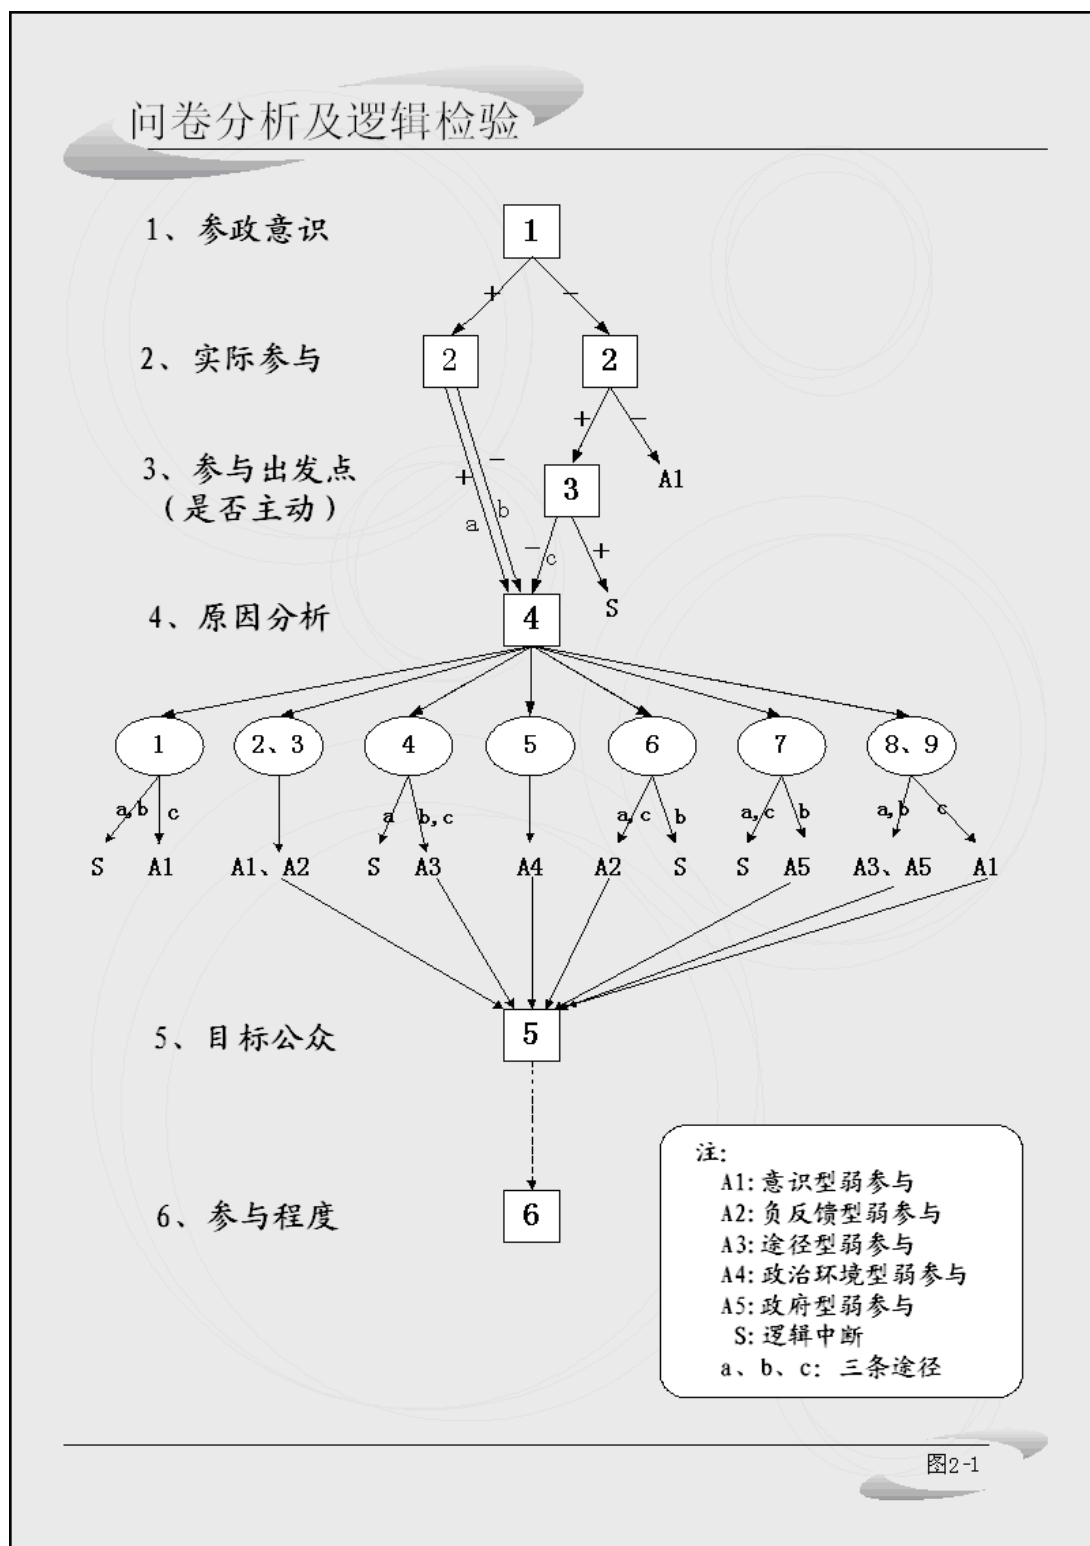 问卷分析及逻辑检验
1、参政意识
1
+
−
2、实际参与
2
2
+
−
3、参与出发点
(是否主动)
+
−
a
b
3
A1
−
c
+
S
4、原因分析
4
1
2、3
4
5
6
7
8、9
a,b
c
a
b,c
a,c
b
a,c
b
a,b
c
S
A1
A1、A2
S
A3
A4
A2
S
S
A5
A3、A5
A1
5、目标公众
5
6、参与程度
6
注:
A1:意识型弱参与
A2:负反馈型弱参与
A3:途径型弱参与
A4:政治环境型弱参与
A5:政府型弱参与
S:逻辑中断
a、b、c: 三条途径
图2-1